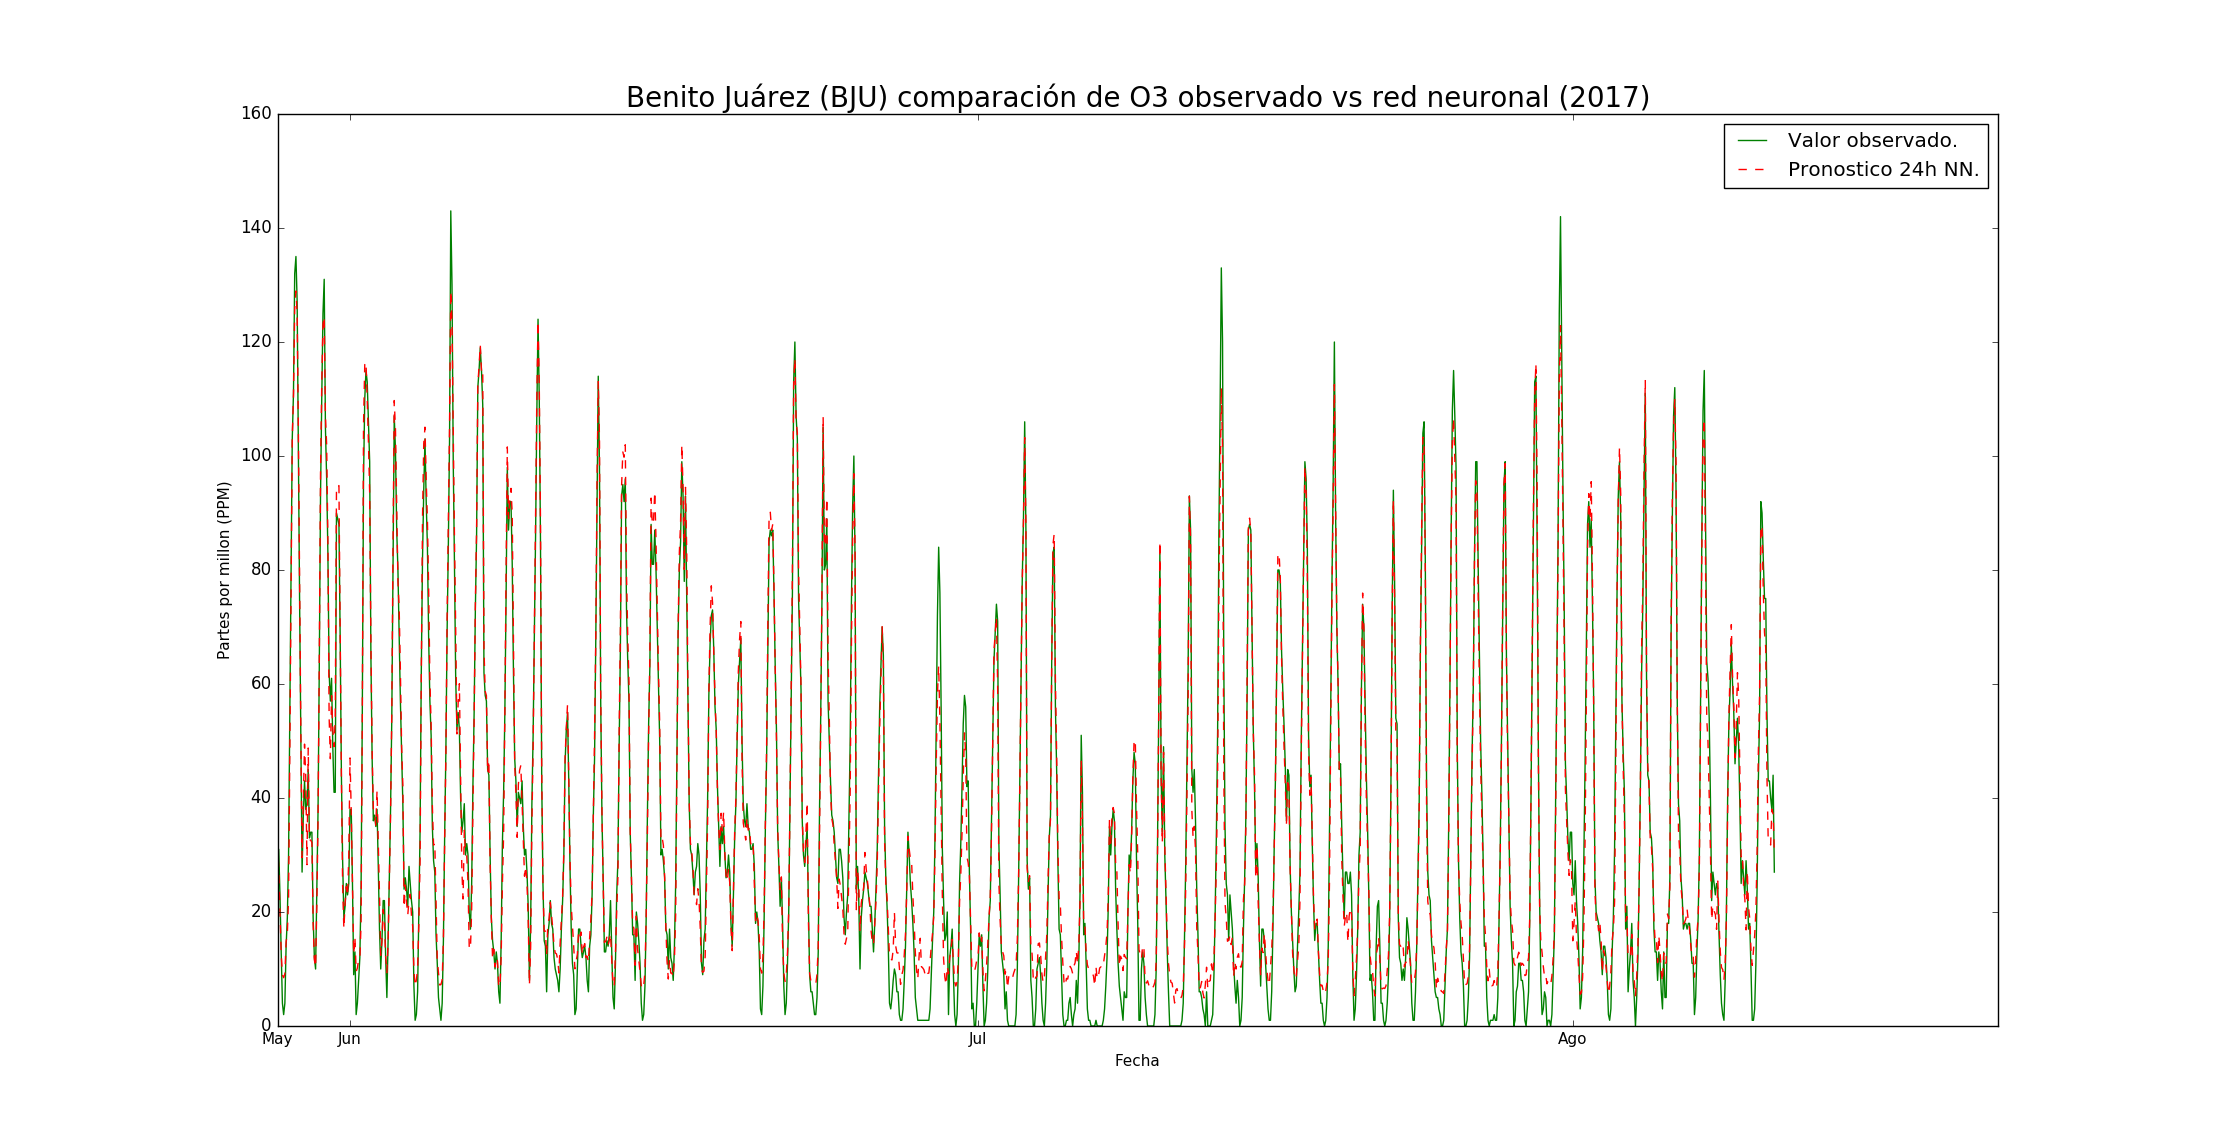 Benito Juárez (BJU) comparación de O3 observado vs red neuronal (2017)
Valor observado.
Pronostico 24h NN.
Partes por millon (PPM)
160
140
120
100
80
60
40
20
0
May
Jun
Jul
Ago
Fecha